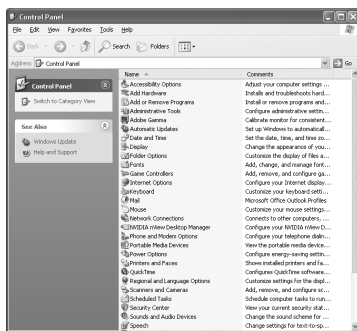 Control Panel
File Edit View Favorites Tools Help
Back Search Folders
Address Control Panel Go
Control Panel
Switch to Category View
See Also
Windows Update
Help and Support
Name Comments
Accessibility Options Adjust your computer settings ...
Add Hardware Installs and troubleshoots hard...
Add or Remove Programs Install or remove programs and...
Administrative Tools Configure administrative settin...
Adobe Gamma Calibrate monitor for consistent...
Automatic Updates Set up Windows to automaticall...
Date and Time Set the date, time, and time zo...
Display Change the appearance of you...
Folder Options Customize the display of files a...
Fonts Add, change, and manage font...
Game Controllers Add, remove, and configure ga...
Internet Options Configure your Internet display...
Keyboard Customize your keyboard setti...
Mail Microsoft Office Outlook Profiles
Mouse Customize your mouse settings...
Network Connections Connects to other computers, ...
NVIDIA nView Desktop Manager Configure your NVIDIA nView D...
Phone and Modem Options Configure your telephone dialin...
Portable Media Devices View the portable media device...
Power Options Configure energy-saving settin...
Printers and Faxes Shows installed printers and fa...
QuickTime Configures QuickTime software...
Regional and Language Options Customize settings for the displ...
Scanners and Cameras Add, remove, and configure sc...
Scheduled Tasks Schedule computer tasks to run...
Security Center View your current security stat...
Sounds and Audio Devices Change the sound scheme for ...
Speech Change settings for text-to-sp...